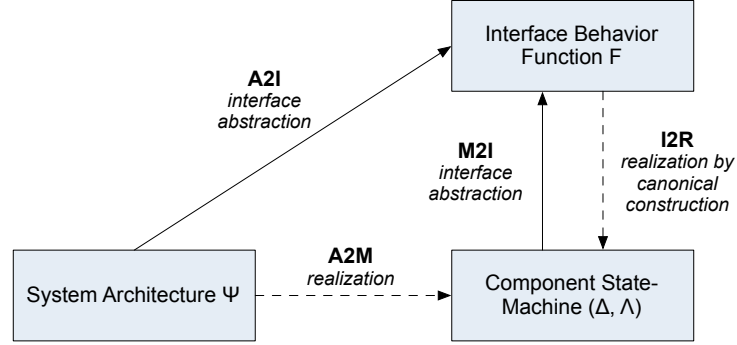 Interface Behavior
Function F
A2I
interface
abstraction
M2I
interface
abstraction
I2R
realization by
canonical
construction
System Architecture Ψ
A2M
realization
Component State-
Machine (Δ, Λ)